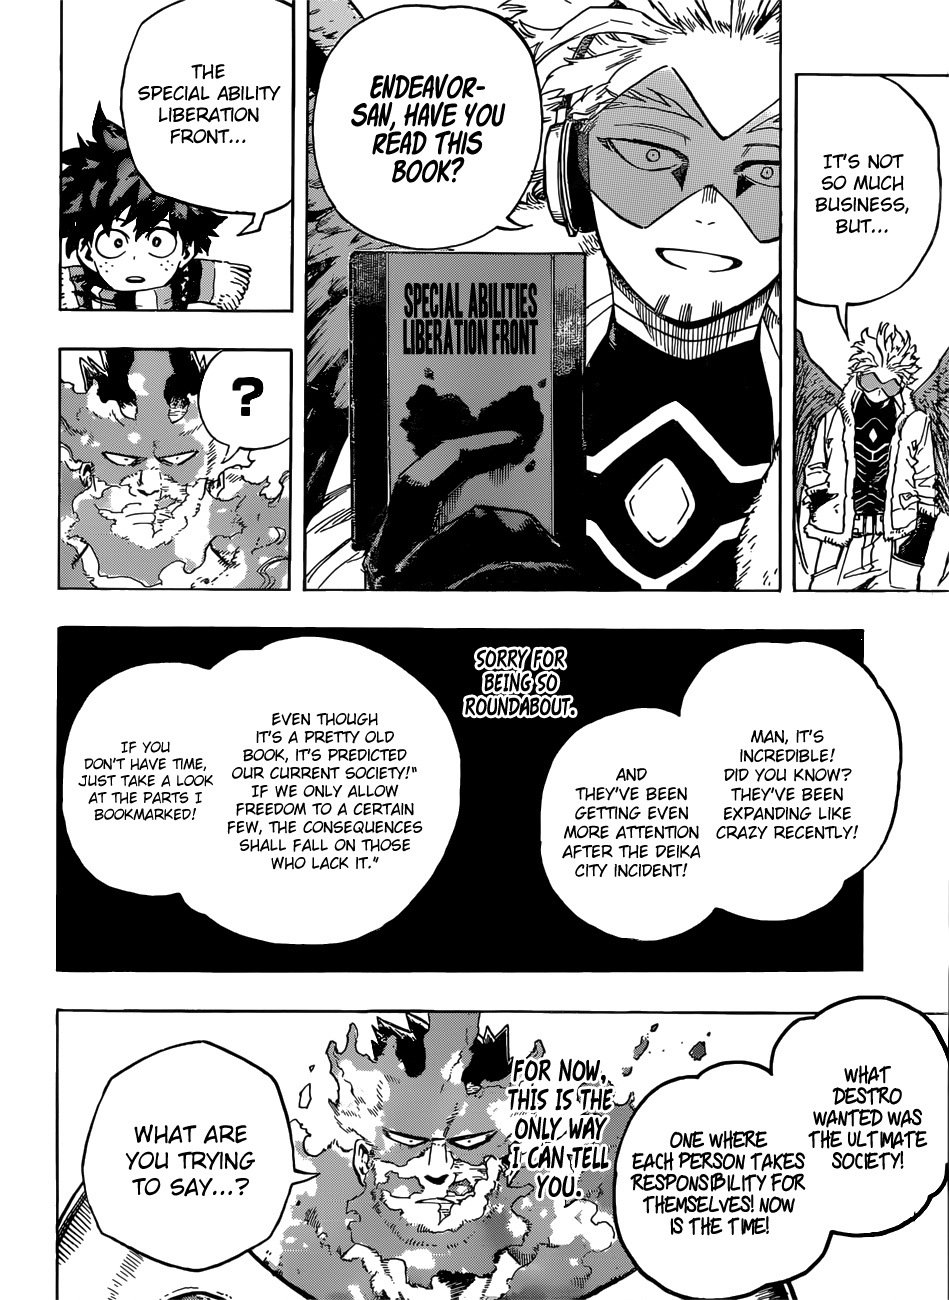 IT'S NOT
SO MUCH
BUSINESS,
BUT...
ENDEAVOR-
SAN, HAVE YOU
READ THIS
BOOK?
SPECIAL ABILITIES
LIBERATION FRONT
THE
SPECIAL ABILITY
LIBERATION
FRONT...
?
MAN, IT'S
INCREDIBLE!
DID YOU KNOW?
THEY'VE BEEN
EXPANDING LIKE
CRAZY RECENTLY!
AND
THEY'VE BEEN
GETTING EVEN
MORE ATTENTION
AFTER THE DEIKA
CITY INCIDENT!
SORRY FOR
BEING SO
ROUNDABOUT.
EVEN THOUGH
IT'S A PRETTY OLD
BOOK, IT'S PREDICTED
OUR CURRENT SOCIETY!"
IF WE ONLY ALLOW
FREEDOM TO A CERTAIN
FEW, THE CONSEQUENCES
SHALL FALL ON THOSE
WHO LACK IT."
IF YOU
DON'T HAVE TIME,
JUST TAKE A LOOK
AT THE PARTS I
BOOKMARKED!
WHAT
DESTRO
WANTED WAS
THE ULTIMATE
SOCIETY!
ONE WHERE
EACH PERSON TAKES
RESPONSIBILITY FOR
THEMSELVES! NOW
IS THE TIME!
FOR NOW,
THIS IS THE
ONLY WAY
I CAN TELL
YOU.
WHAT ARE
YOU TRYING
TO SAY...?